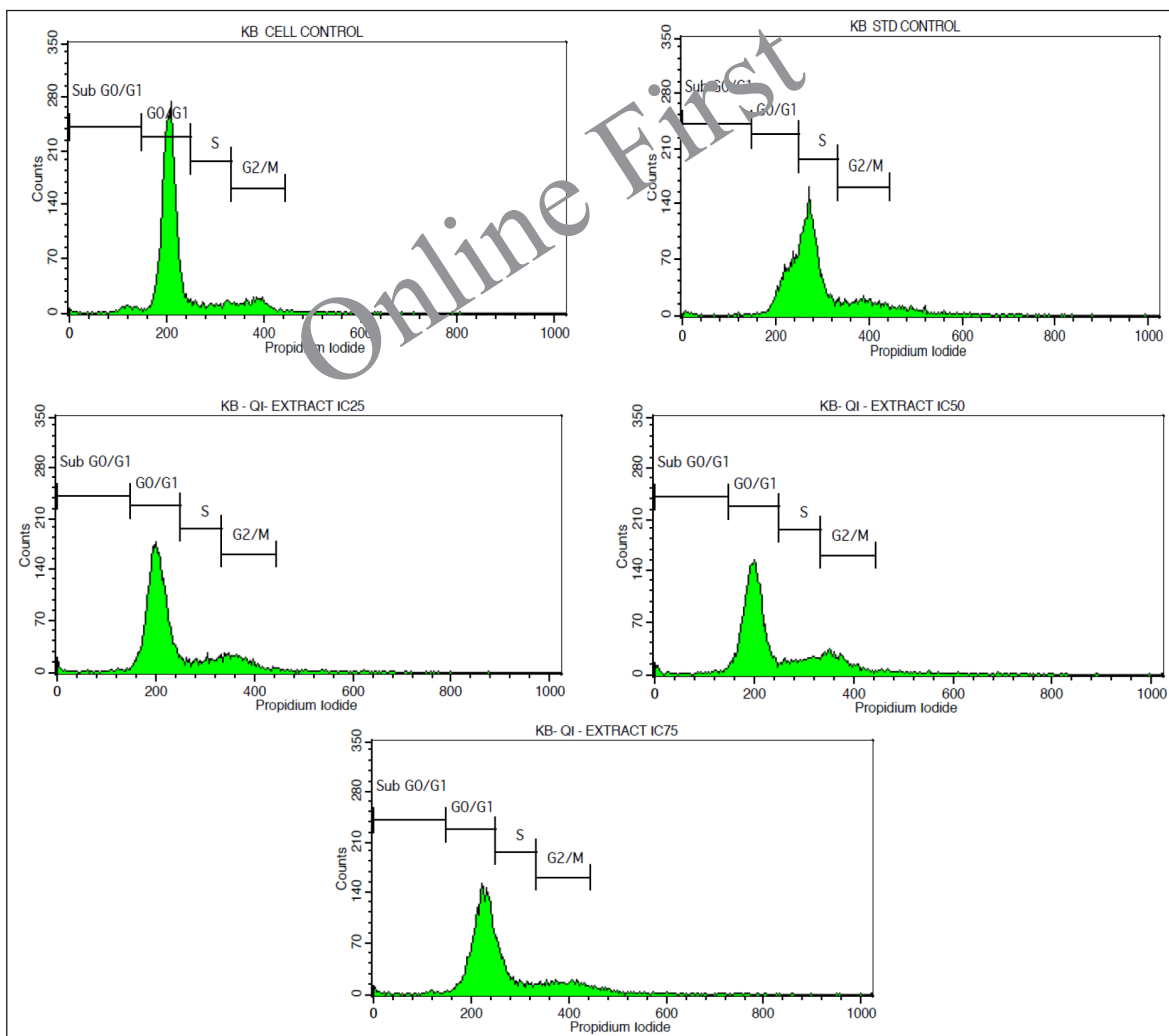 KB CELL CONTROL
350
280
210
140
70
0
Counts
Sub G0/G1
G0/G1
S
G2/M
0 200 400 600 800 1000
Propidium Iodide
KB STD CONTROL
350
280
210
140
70
0
Counts
Sub G0/G1
G0/G1
S
G2/M
0 200 400 600 800 1000
Propidium Iodide
Online First
KB - QI- EXTRACT IC25
350
280
210
140
70
0
Counts
Sub G0/G1
G0/G1
S
G2/M
0 200 400 600 800 1000
Propidium Iodide
KB- QI - EXTRACT IC50
350
280
210
140
70
0
Counts
Sub G0/G1
G0/G1
S
G2/M
0 200 400 600 800 1000
Propidium Iodide
KB- QI - EXTRACT IC75
350
280
210
140
70
0
Counts
Sub G0/G1
G0/G1
S
G2/M
0 200 400 600 800 1000
Propidium Iodide